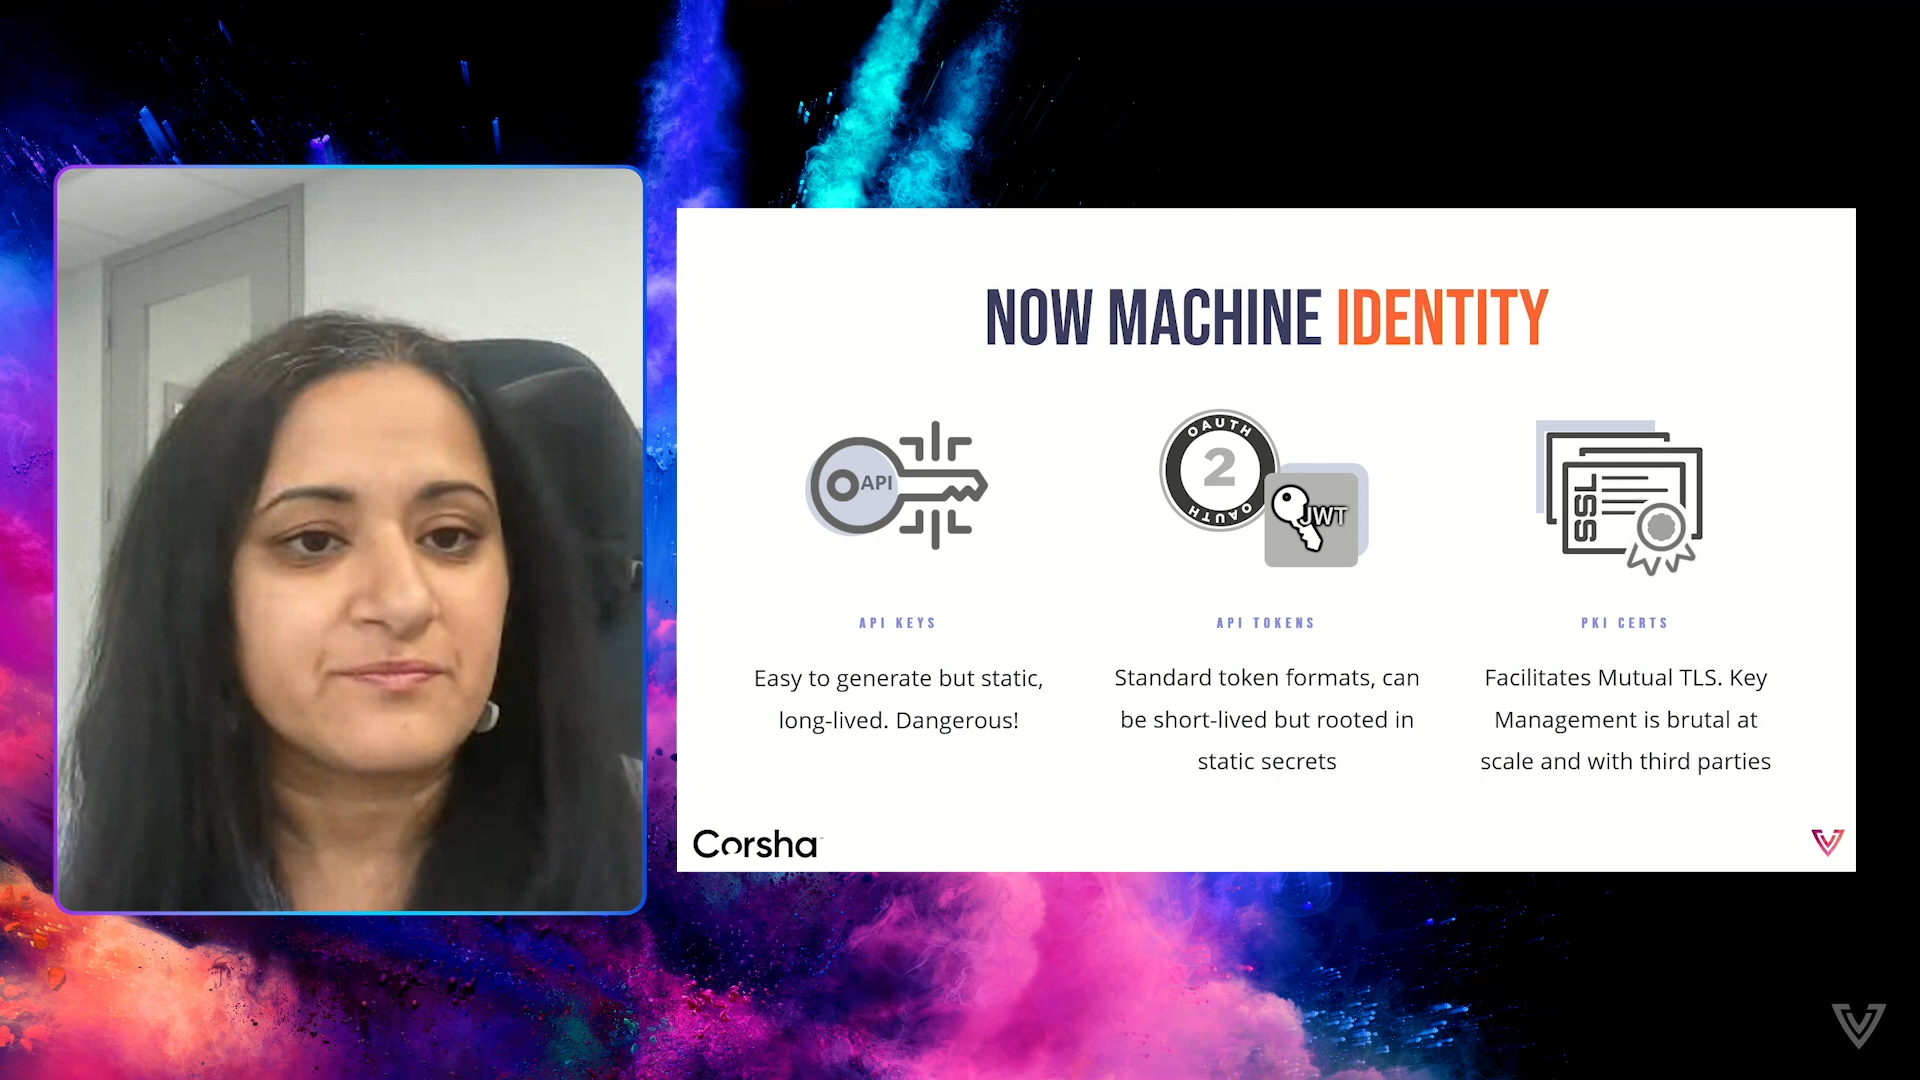 NOW MACHINE IDENTITY
API
OAUTH
2
OAUTH
JWT
SSL
API KEYS
API TOKENS
PKI CERTS
Easy to generate but static,
long-lived. Dangerous!
Standard token formats, can
be short-lived but rooted in
static secrets
Facilitates Mutual TLS. Key
Management is brutal at
scale and with third parties
Corsha